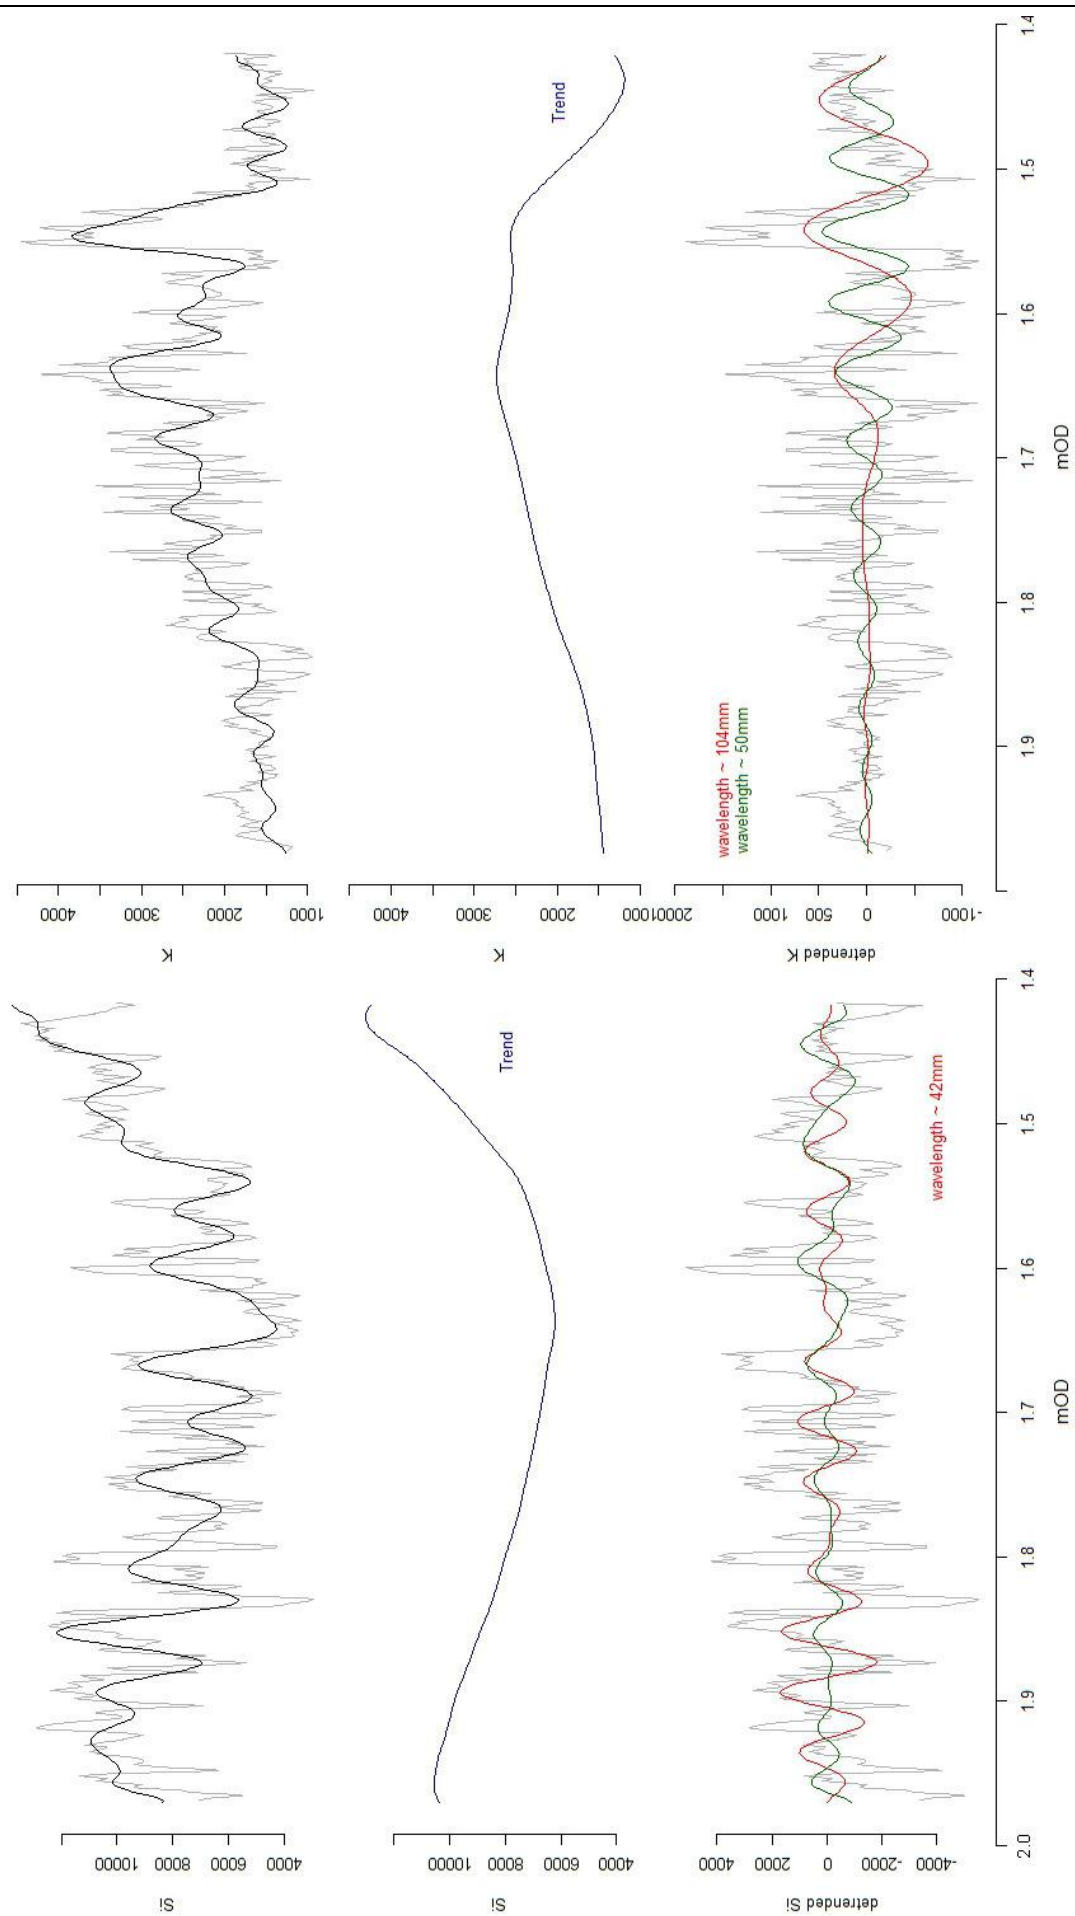 Si
10000
8000
6000
4000
Si
10000
8000
6000
4000
Trend
detrended Si
4000
2000
0
-2000
-4000
wavelength ~ 42mm
2.0 1.9 1.8 1.7 1.6 1.5 1.4
mOD
K
4000
3000
2000
1000
K
4000
3000
2000
1000
Trend
detrended K
2000
1000
500
0
-1000
wavelength ~ 104mm
wavelength ~ 50mm
1.9 1.8 1.7 1.6 1.5 1.4
mOD